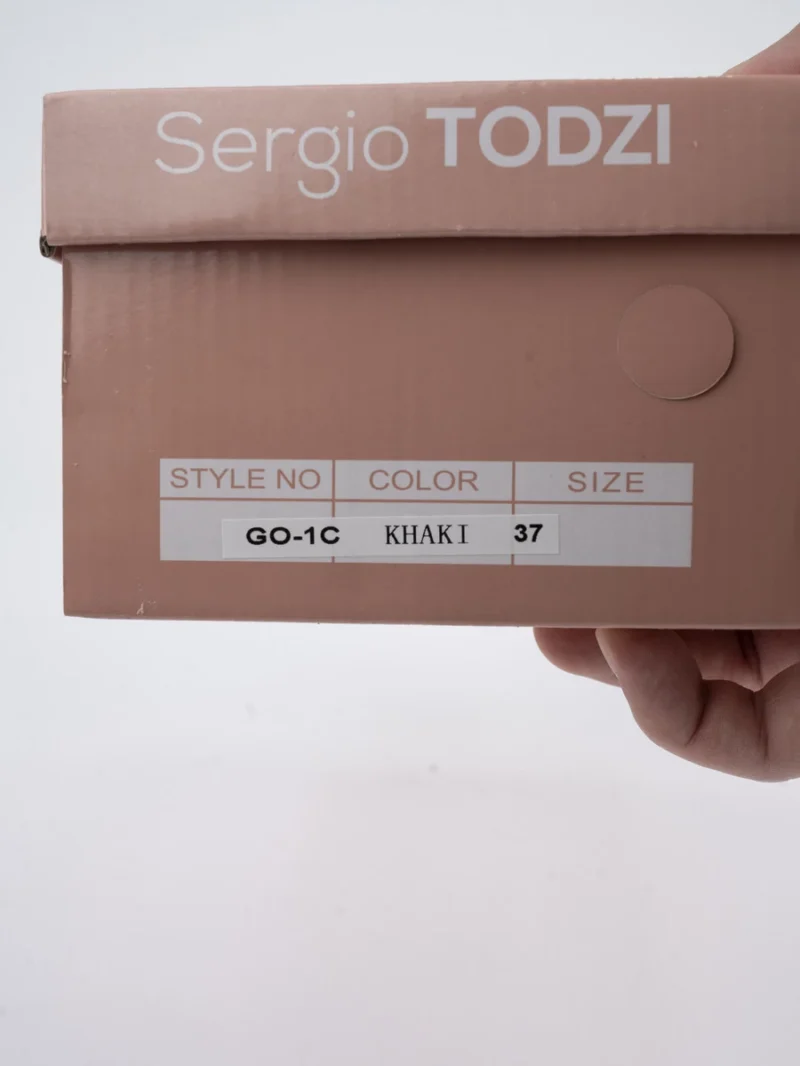 Sergio TODZI
STYLE NO COLOR SIZE
GO-1C KHAKI 37